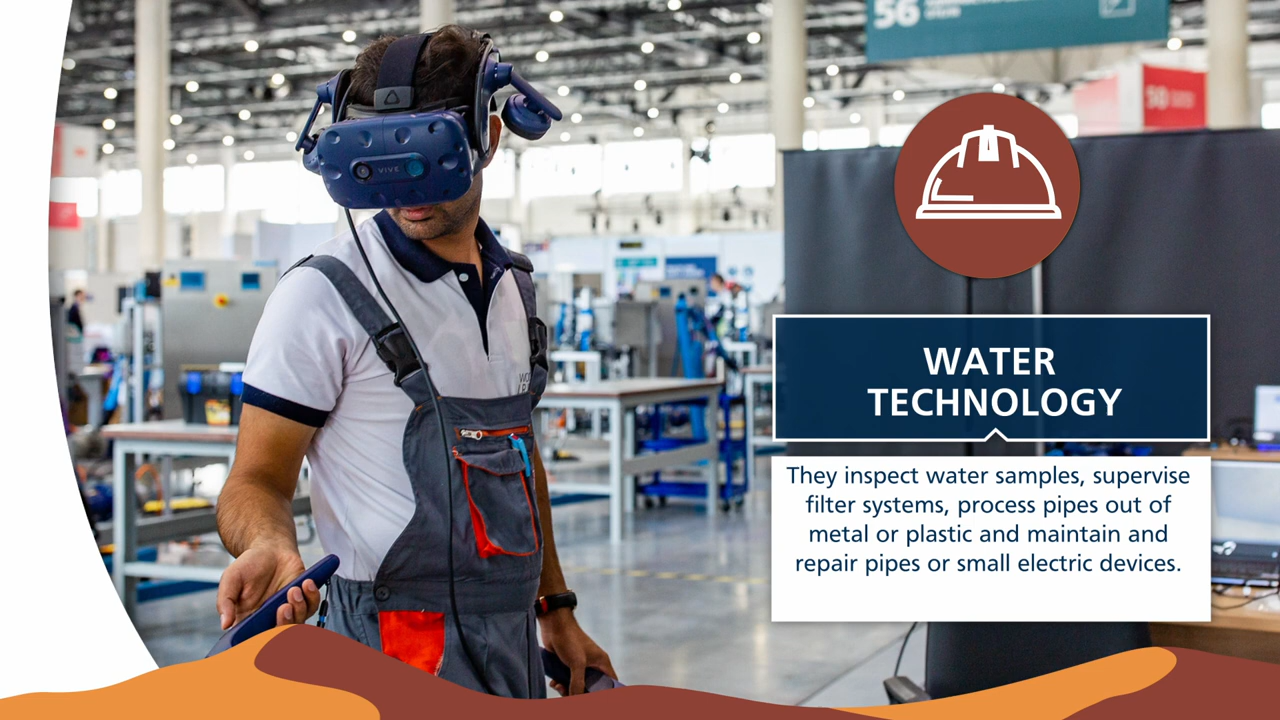 56
50
VIVE
WATER
TECHNOLOGY
They inspect water samples, supervise
filter systems, process pipes out of
metal or plastic and maintain and
repair pipes or small electric devices.